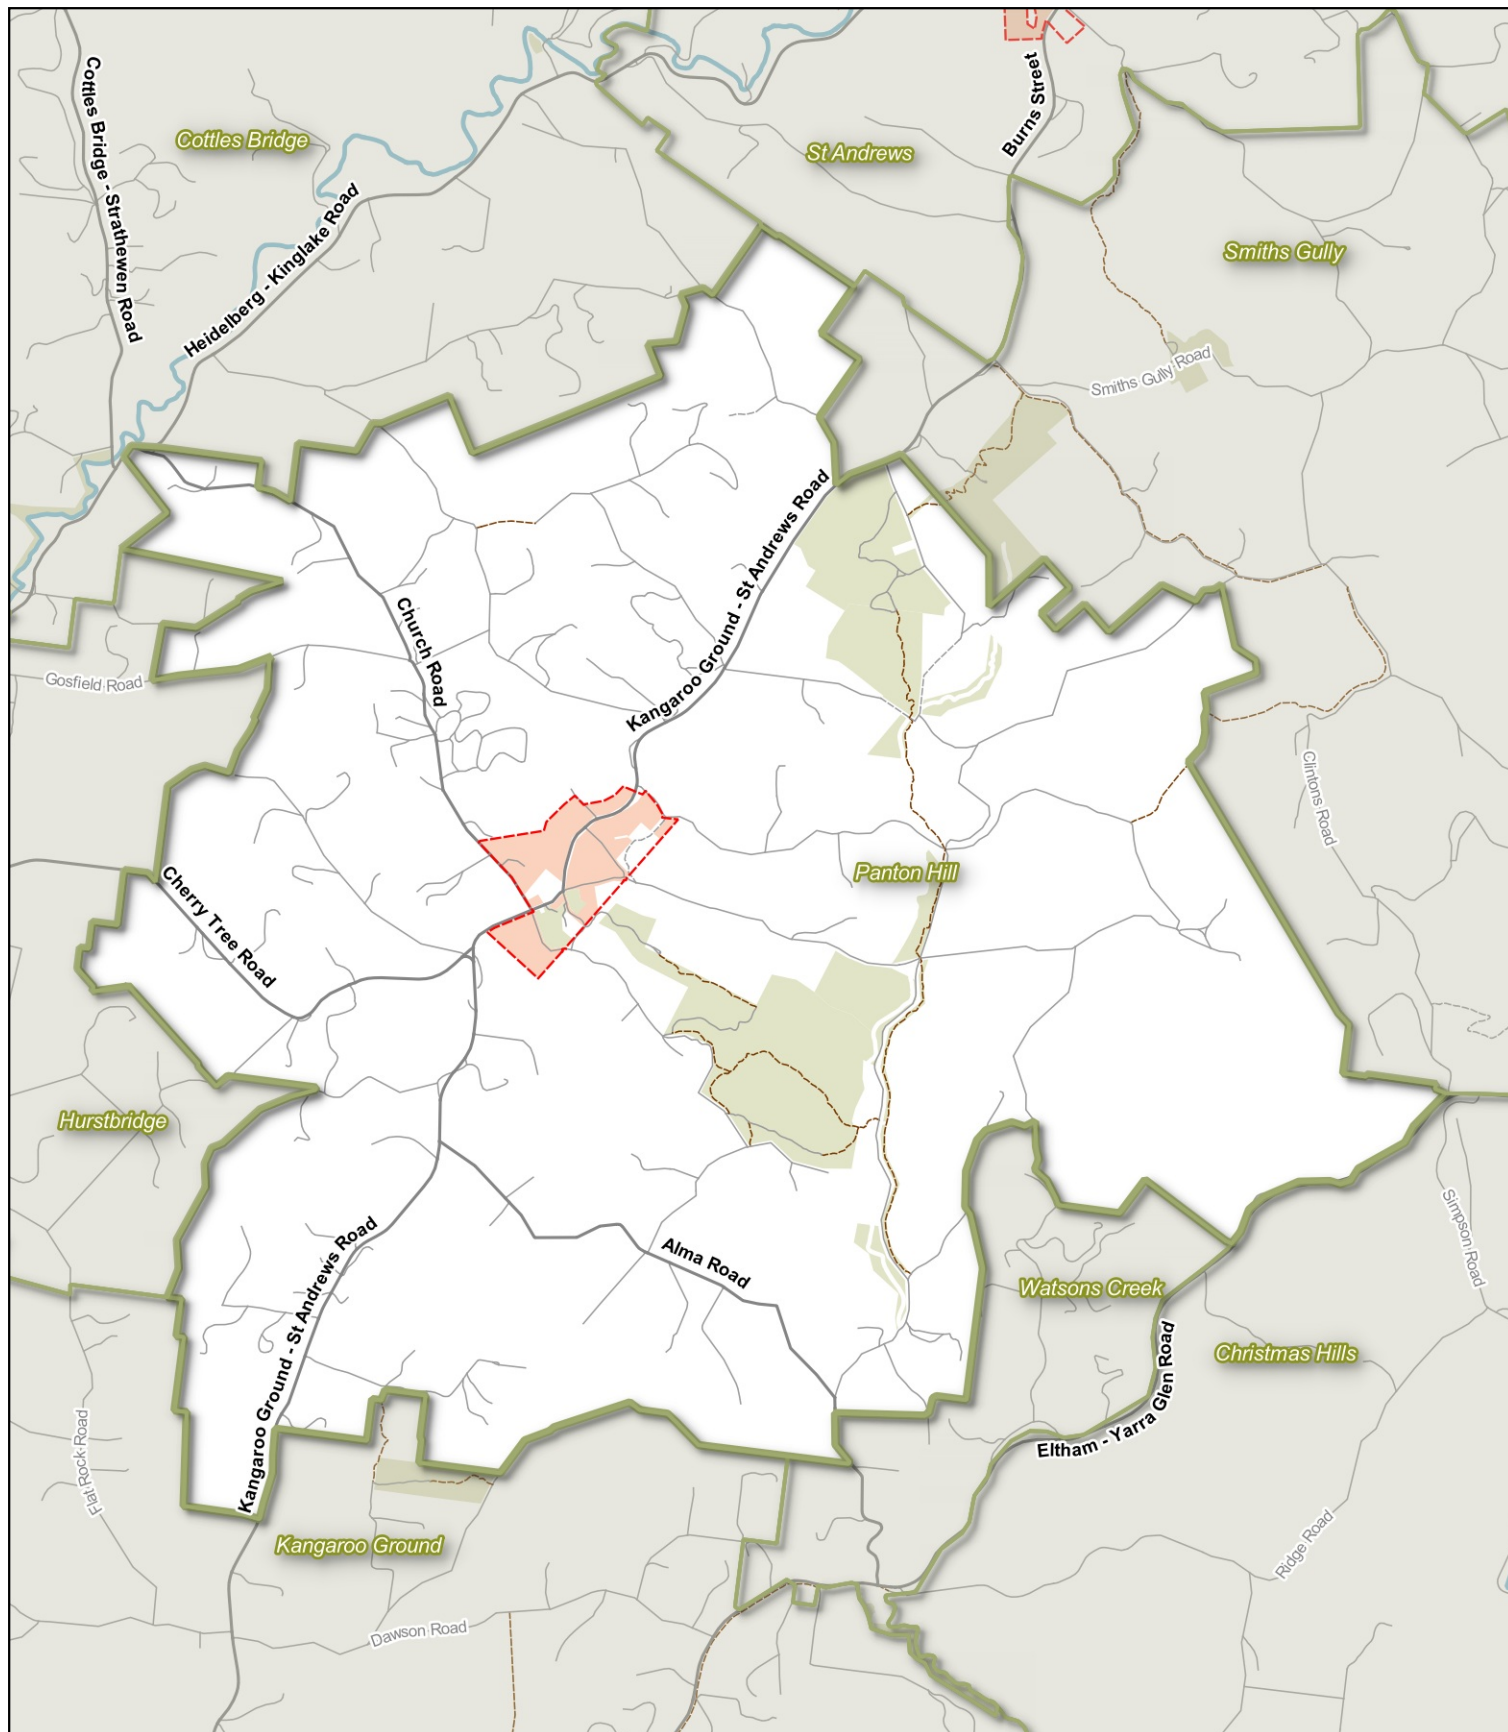 Burns Street
Cottles Bridge - Strathewen Road
Cottles Bridge
St Andrews
Heidelberg - Kinglake Road
Smiths Gully
Smiths Gully Road
Kangaroo Ground - St Andrews Road
Church Road
Gosfield Road
Clintons Road
Panton Hill
Cherry Tree Road
Hurstbridge
Simpson Road
Alma Road
Kangaroo Ground - St Andrews Road
Watsons Creek
Christmas Hills
Eltham - Yarra Glen Road
Flat Rock Road
Kangaroo Ground
Ridge Road
Dawson Road